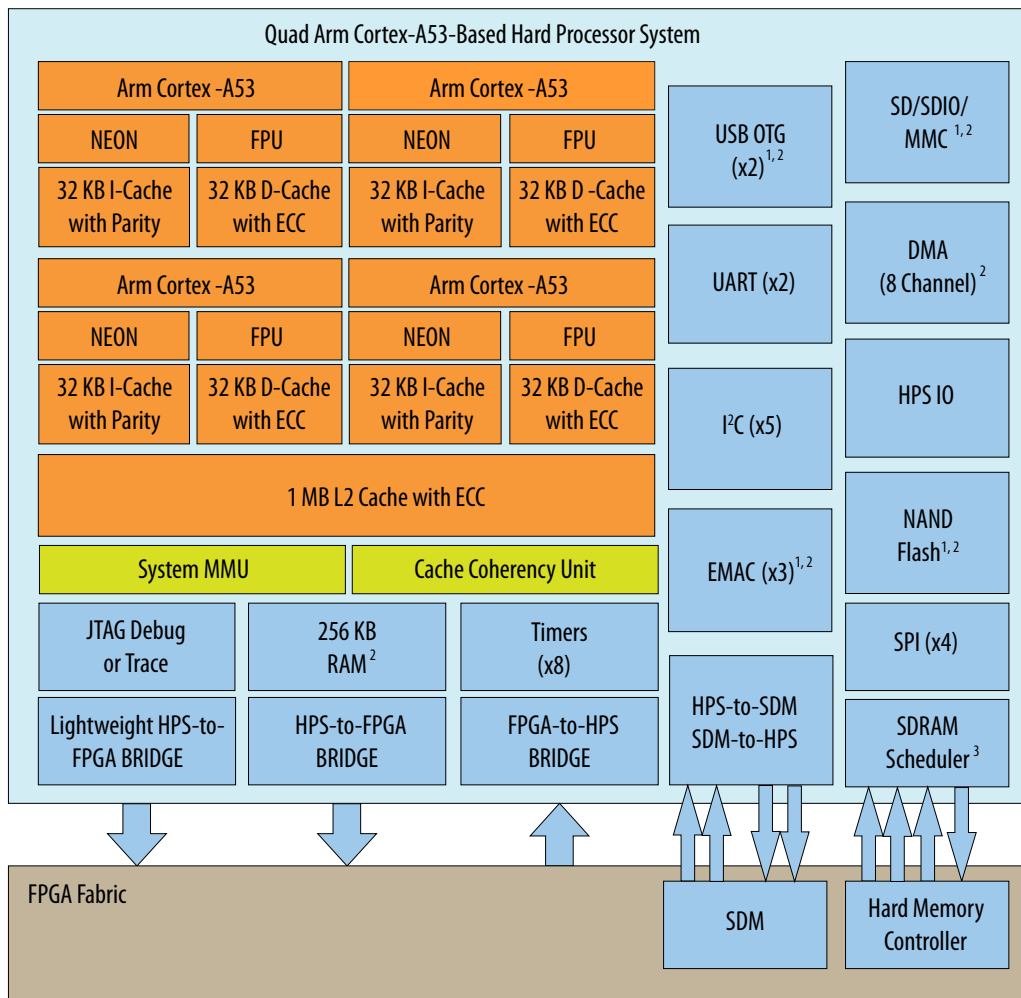 Quad Arm Cortex-A53-Based Hard Processor System
Arm Cortex -A53
Arm Cortex -A53
NEON
FPU
NEON
FPU
32 KB I-Cache
with Parity
32 KB D-Cache
with ECC
32 KB I-Cache
with Parity
32 KB D -Cache
with ECC
Arm Cortex -A53
Arm Cortex -A53
NEON
FPU
NEON
FPU
32 KB I-Cache
with Parity
32 KB D-Cache
with ECC
32 KB I-Cache
with Parity
32 KB D-Cache
with ECC
1 MB L2 Cache with ECC
System MMU
Cache Coherency Unit
JTAG Debug
or Trace
256 KB
RAM 2
Timers
(x8)
Lightweight HPS-to-
FPGA BRIDGE
HPS-to-FPGA
BRIDGE
FPGA-to-HPS
BRIDGE
USB OTG
(x2) 1, 2
UART (x2)
I²C (x5)
EMAC (x3) 1, 2
HPS-to-SDM
SDM-to-HPS
SD/SDIO/
MMC 1, 2
DMA
(8 Channel) 2
HPS IO
NAND
Flash 1, 2
SPI (x4)
SDRAM
Scheduler 3
FPGA Fabric
SDM
Hard Memory
Controller